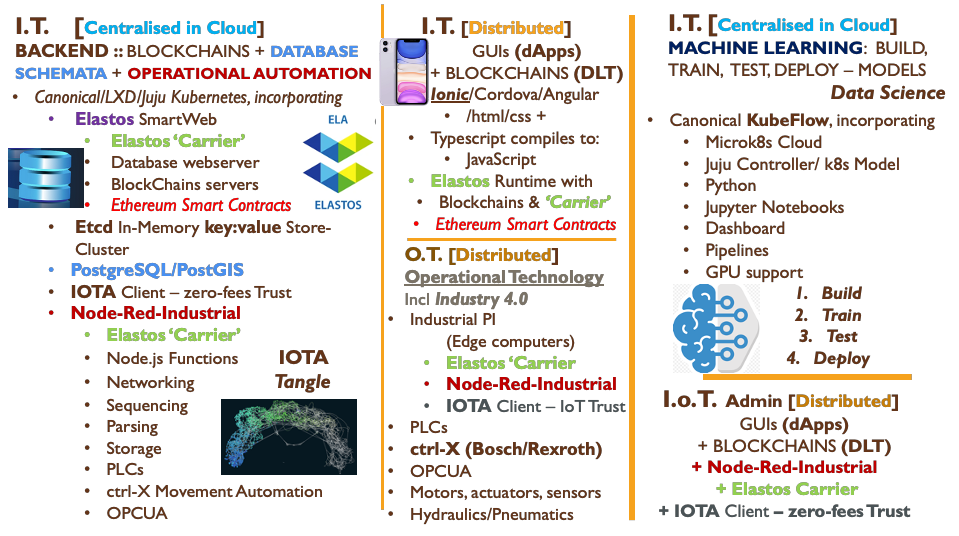 I.T. [Centralised in Cloud]
BACKEND :: BLOCKCHAINS + DATABASE
SCHEMATA + OPERATIONAL AUTOMATION
• Canonical/LXD/Juju Kubernetes, incorporating
• Elastos SmartWeb
• Elastos ‘Carrier’
• Database webserver
• BlockChains servers
• Ethereum Smart Contracts
ELA
ELASTOS
• Etcd In-Memory key:value Store-
Cluster
• PostgreSQL/PostGIS
• IOTA Client – zero-fees Trust
• Node-Red-Industrial
• Elastos ‘Carrier’
• Node.js Functions
• Networking
• Sequencing
• Parsing
• Storage
• PLCs
• ctrl-X Movement Automation
• OPCUA
IOTA
Tangle
I.T. [Distributed]
GUIs (dApps)
+ BLOCKCHAINS (DLT)
Ionic/Cordova/Angular
• /html/css +
• Typescript compiles to:
• JavaScript
• Elastos Runtime with
• Blockchains & ‘Carrier’
• Ethereum Smart Contracts
O.T. [Distributed]
Operational Technology
Incl Industry 4.0
• Industrial PI
(Edge computers)
• Elastos ‘Carrier
• Node-Red-Industrial
• IOTA Client – IoT Trust
• PLCs
• ctrl-X (Bosch/Rexroth)
• OPCUA
• Motors, actuators, sensors
• Hydraulics/Pneumatics
I.T. [Centralised in Cloud]
MACHINE LEARNING: BUILD,
TRAIN, TEST, DEPLOY – MODELS
Data Science
• Canonical KubeFlow, incorporating
• Microk8s Cloud
• Juju Controller/ k8s Model
• Python
• Jupyter Notebooks
• Dashboard
• Pipelines
• GPU support
1. Build
2. Train
3. Test
4. Deploy
I.o.T. Admin [Distributed]
GUIs (dApps)
+ BLOCKCHAINS (DLT)
+ Node-Red-Industrial
+ Elastos Carrier
+ IOTA Client – zero-fees Trust